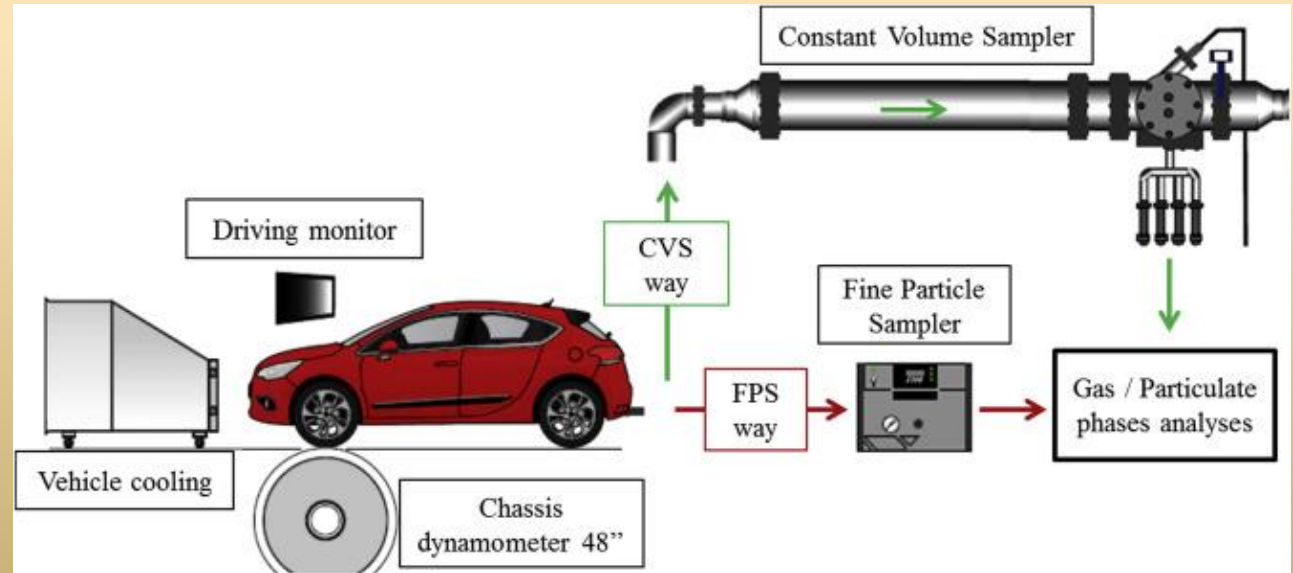 Constant Volume Sampler
Driving monitor
CVS
way
Fine Particle
Sampler
FPS
way
Gas / Particulate
phases analyses
Vehicle cooling
Chassis
dynamometer 48”